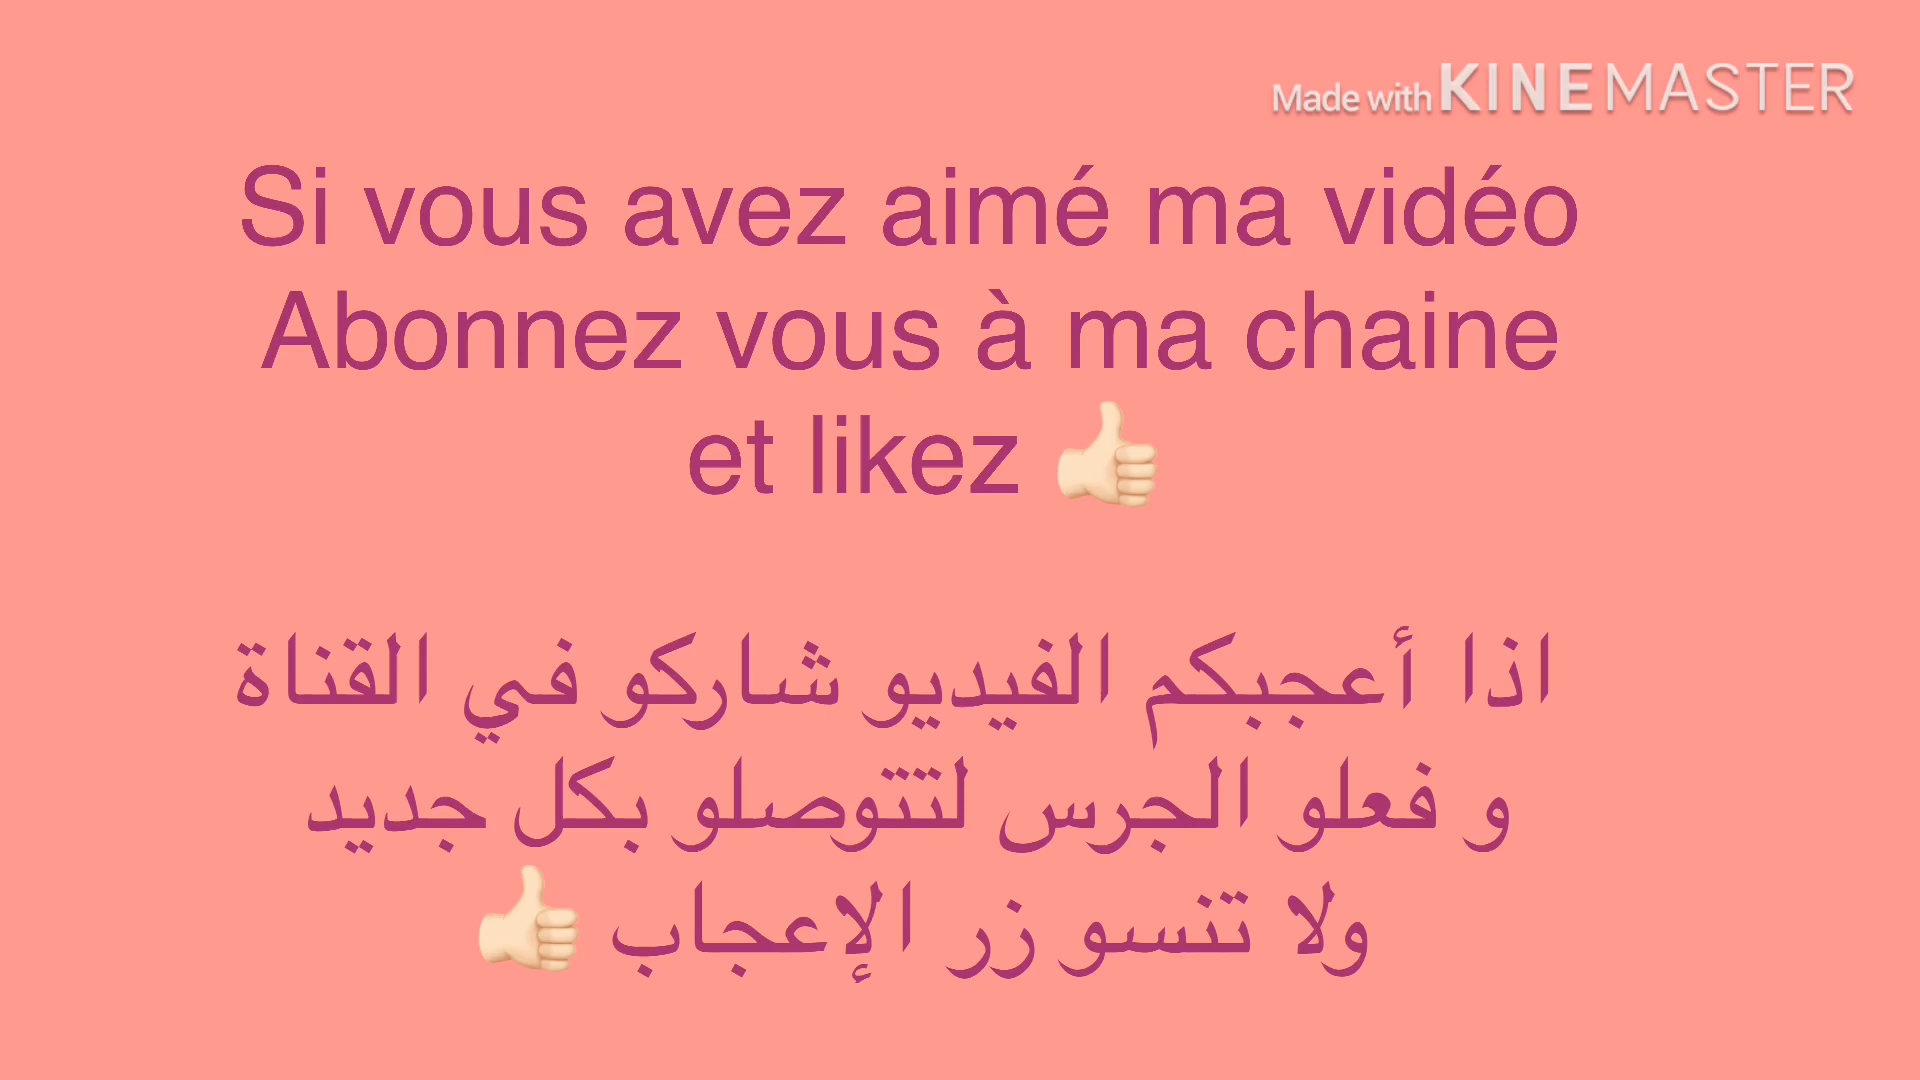 Made with KINEMASTER
Si vous avez aimé ma vidéo
Abonnez vous à ma chaine
et likez 👍🏻
اذا أعجبكم الفيديو شاركو في القناة
و فعلو الجرس لتتوصلو بكل جديد
ولا تنسو زر الإعجاب 👍🏻